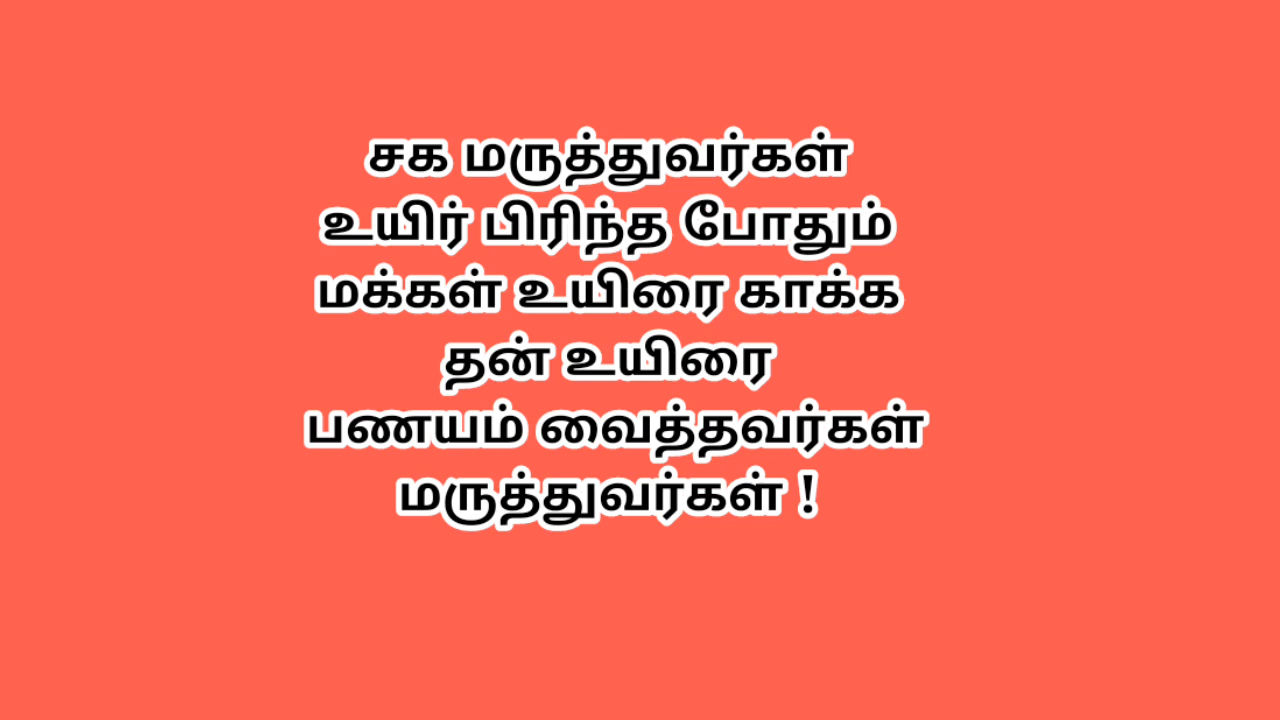 சக மருத்துவர்கள்
உயிர் பிரிந்த போதும்
மக்கள் உயிரை காக்க
தன் உயிரை
பணயம் வைத்தவர்கள்
மருத்துவர்கள் !